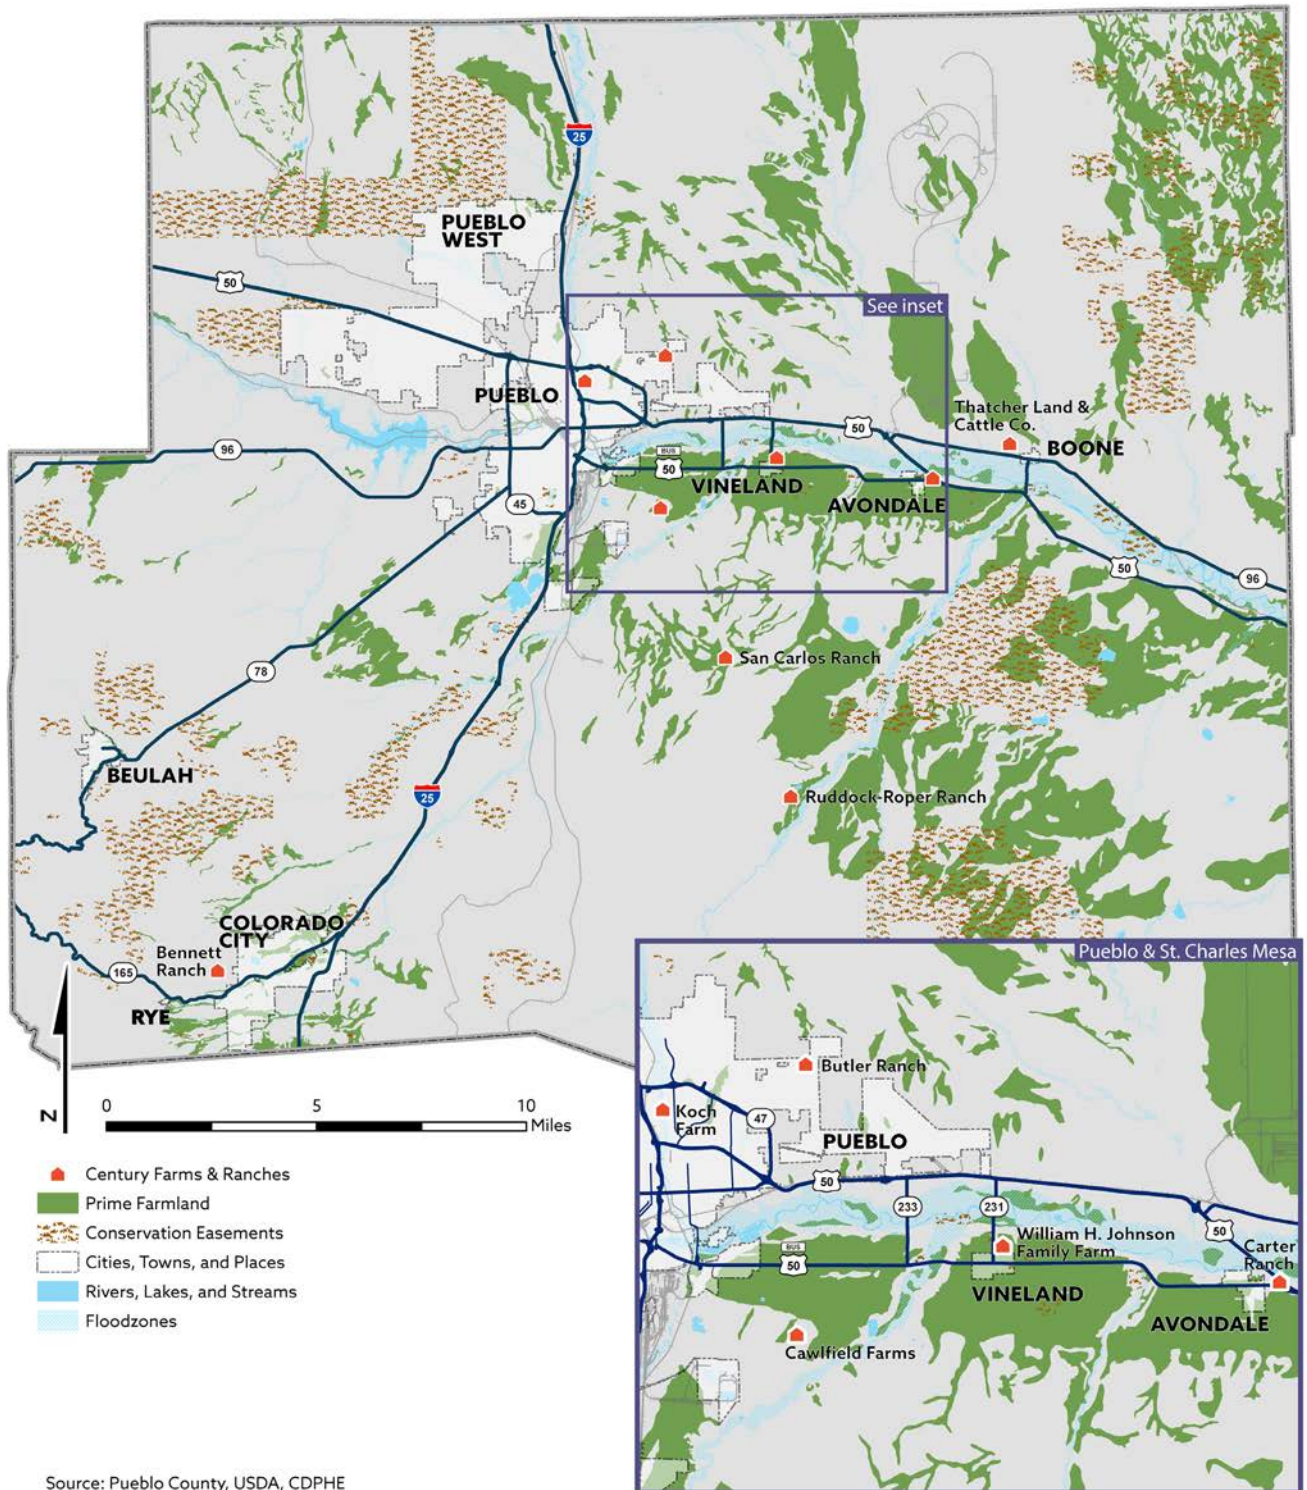 25
PUEBLO
WEST
50
See inset
PUEBLO
Thatcher Land &
Cattle Co.
50
BOONE
96
BUS
50
VINELAND
AVONDALE
45
50
96
San Carlos Ranch
78
BEULAH
25
Ruddock-Roper Ranch
COLORADO
CITY
Bennett
Ranch
165
RYE
Pueblo & St. Charles Mesa
Butler Ranch
Koch
Farm
47
PUEBLO
50
233
231
William H. Johnson
Family Farm
50
Carter
Ranch
BUS
50
VINELAND
AVONDALE
Cawlfield Farms
N
0 5 10
Miles
Century Farms & Ranches
Prime Farmland
Conservation Easements
Cities, Towns, and Places
Rivers, Lakes, and Streams
Floodzones
Source: Pueblo County, USDA, CDPHE